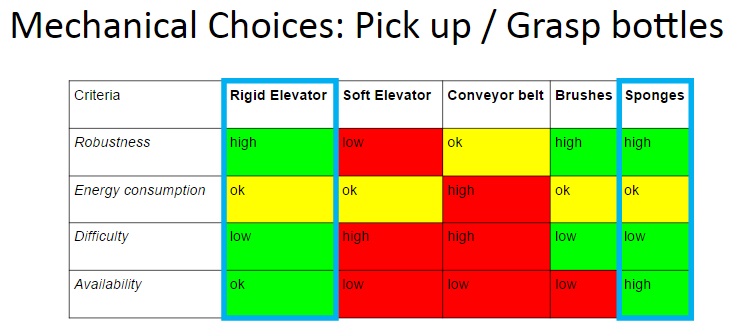 Mechanical Choices: Pick up / Grasp bottles
Criteria Rigid Elevator Soft Elevator Conveyor belt Brushes Sponges
Robustness high low ok high high
Energy consumption ok ok high ok ok
Difficulty low high high low low
Availability ok low low low high